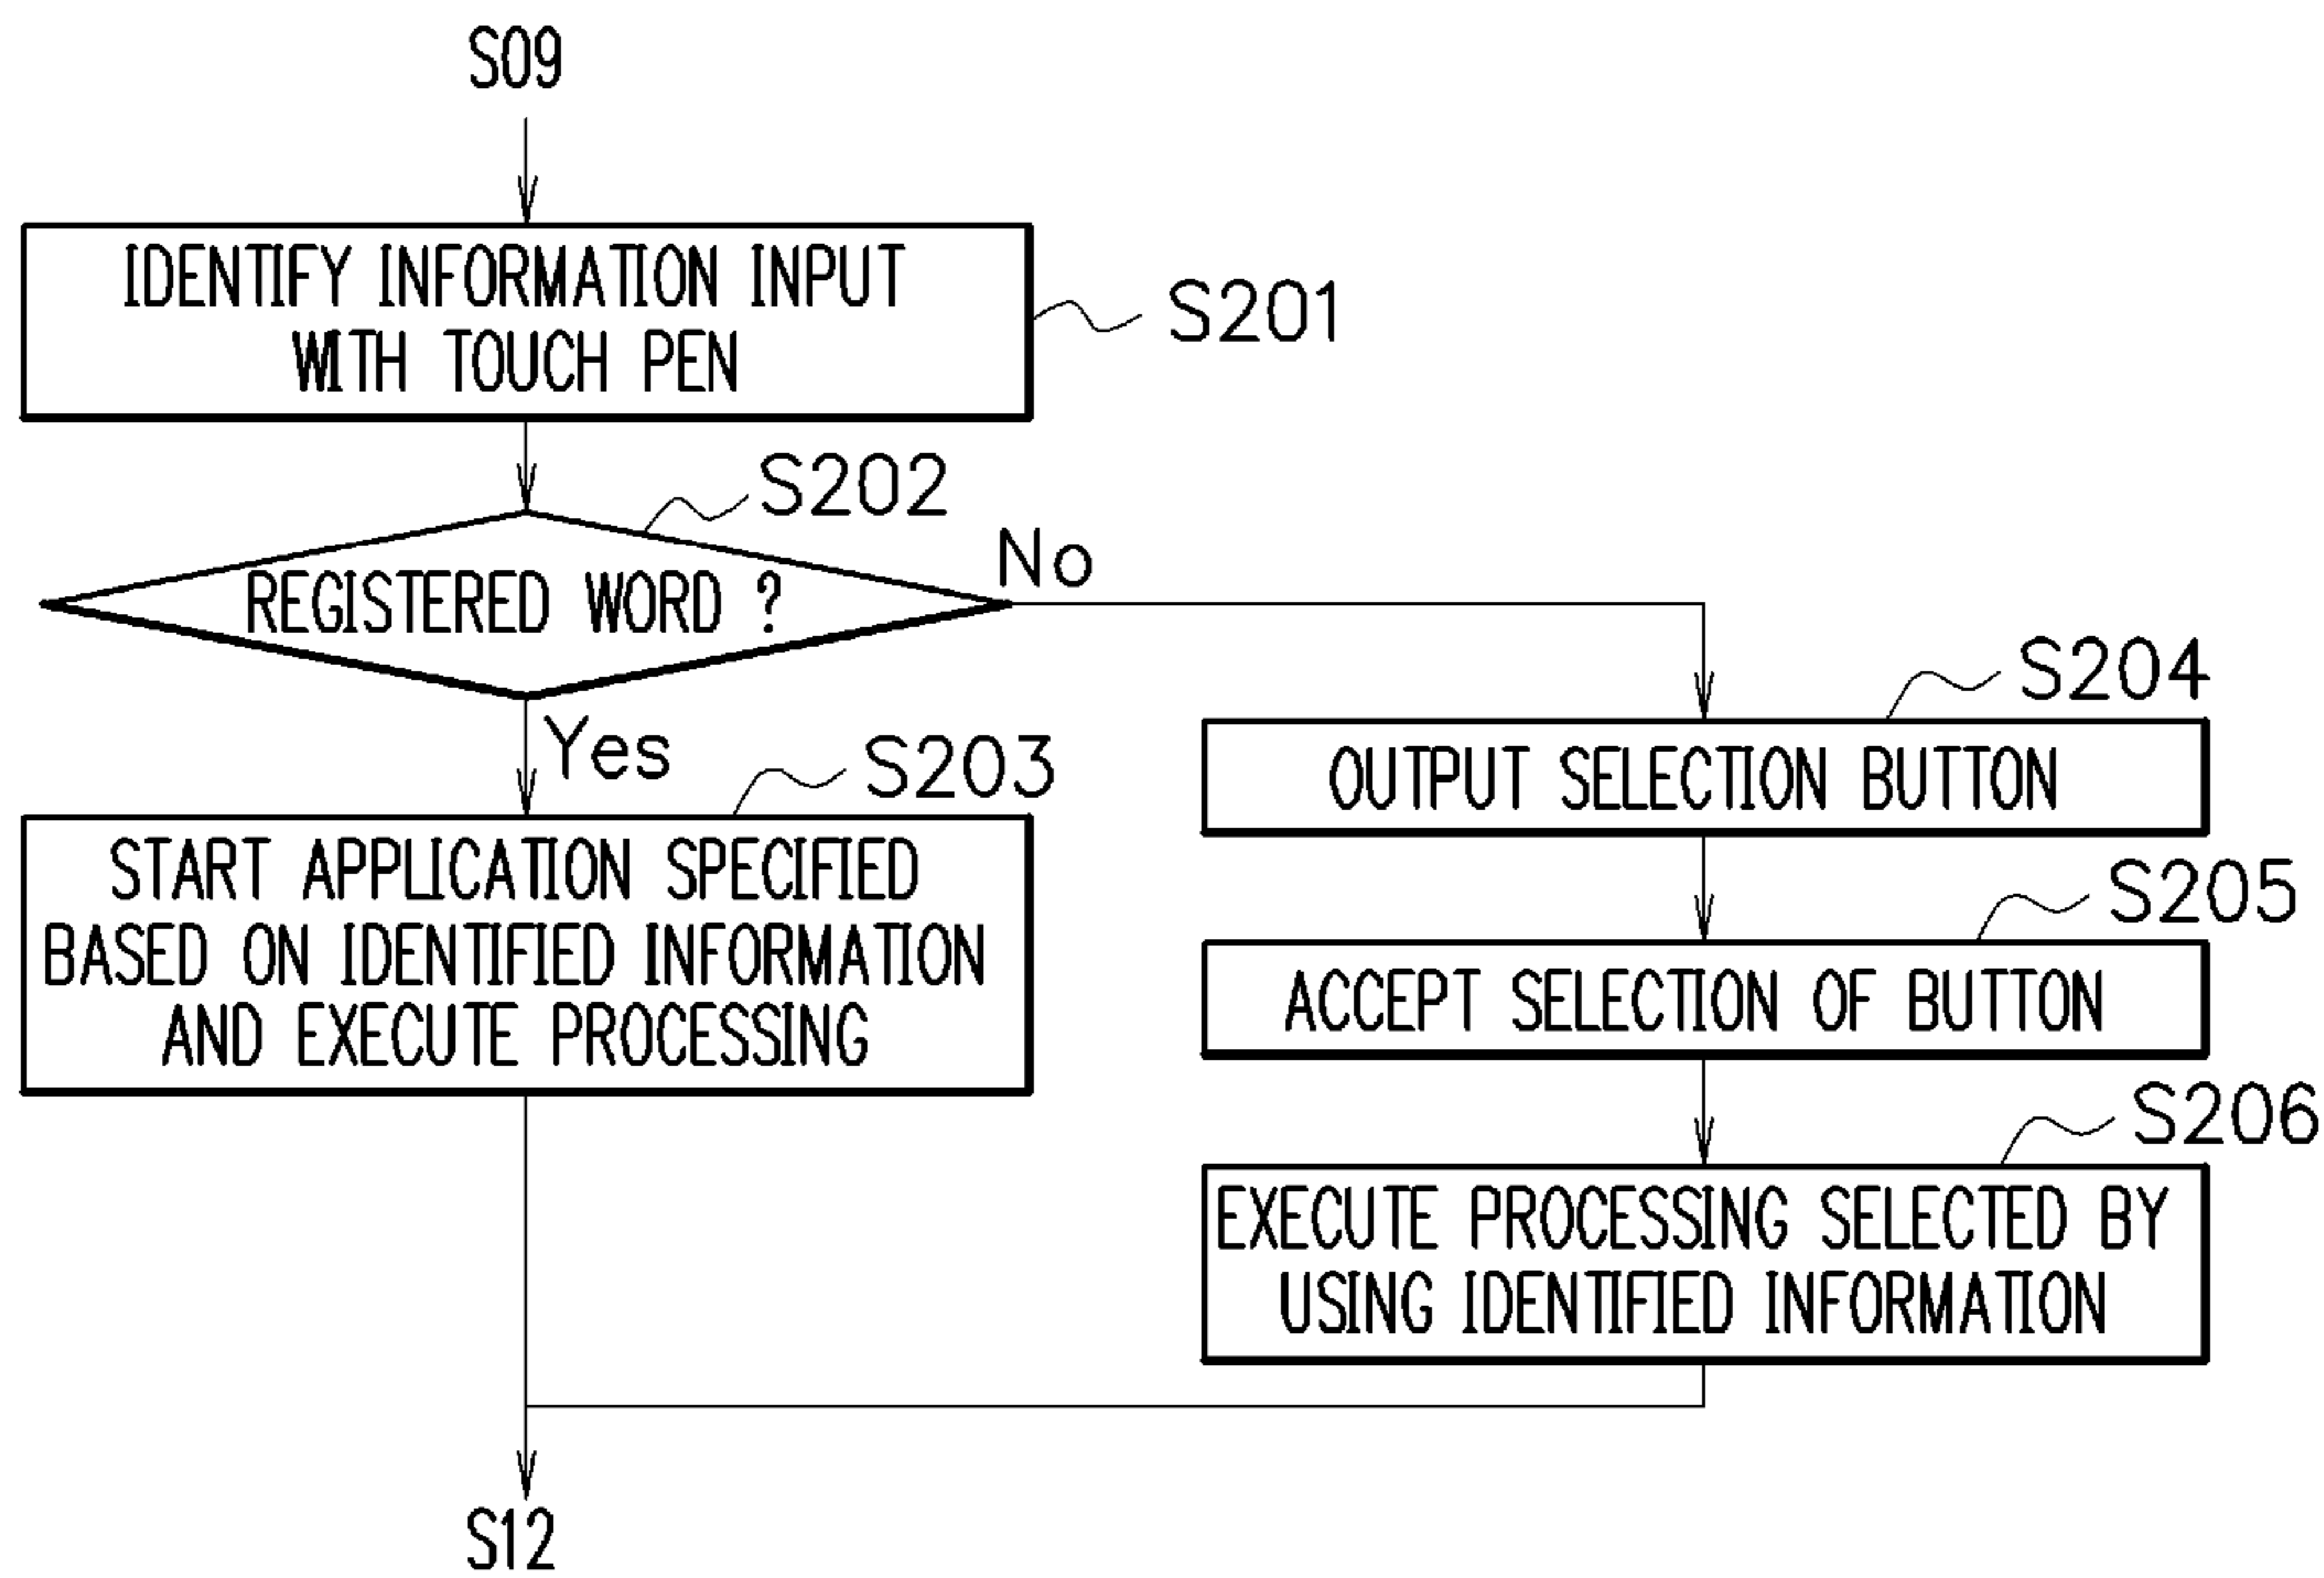 S09
IDENTIFY INFORMATION INPUT
WITH TOUCH PEN
S201
S202
REGISTERED WORD ?
No
Yes
S203
START APPLICATION SPECIFIED
BASED ON IDENTIFIED INFORMATION
AND EXECUTE PROCESSING
S204
OUTPUT SELECTION BUTTON
S205
ACCEPT SELECTION OF BUTTON
S206
EXECUTE PROCESSING SELECTED BY
USING IDENTIFIED INFORMATION
S12